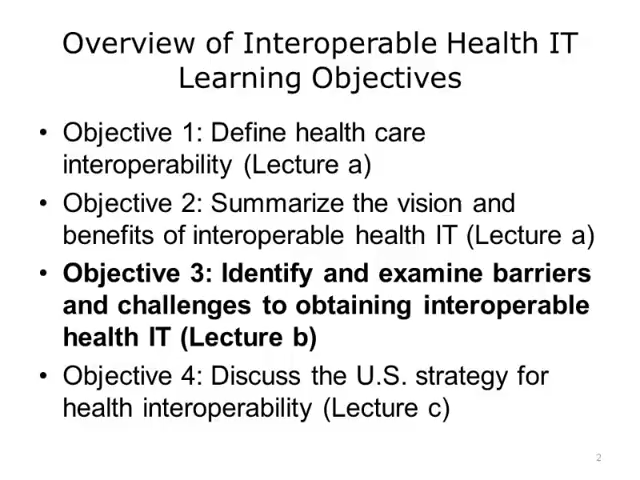 Overview of Interoperable Health IT
Learning Objectives
• Objective 1: Define health care
interoperability (Lecture a)
• Objective 2: Summarize the vision and
benefits of interoperable health IT (Lecture a)
• Objective 3: Identify and examine barriers
and challenges to obtaining interoperable
health IT (Lecture b)
• Objective 4: Discuss the U.S. strategy for
health interoperability (Lecture c)
2